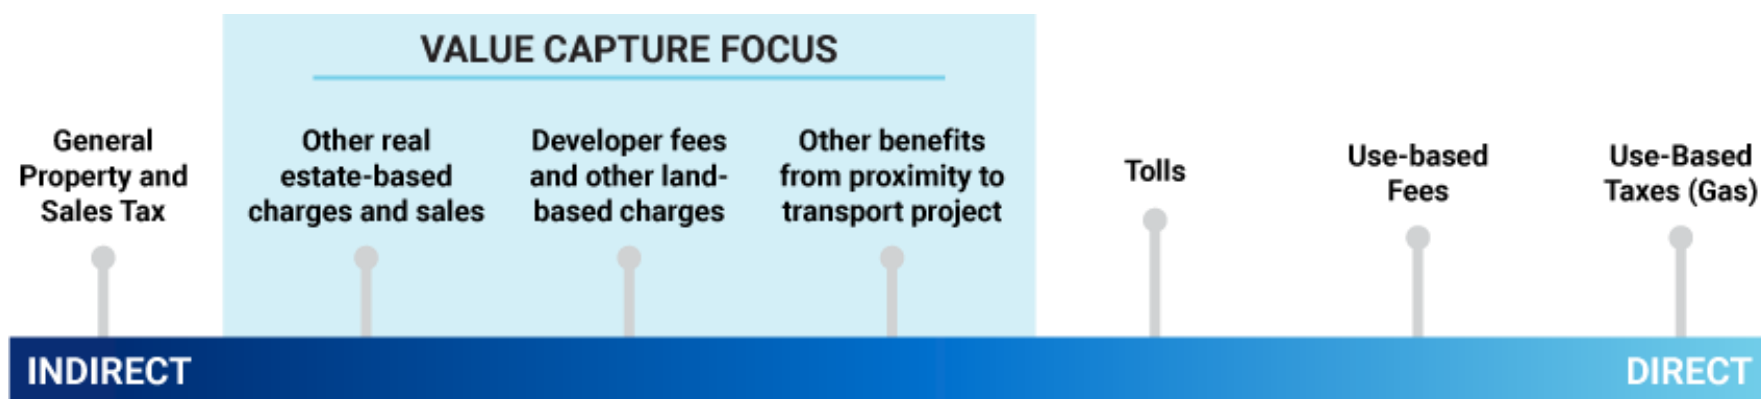 VALUE CAPTURE FOCUS
General
Property and
Sales Tax
Other real
estate-based
charges and sales
Developer fees
and other land-
based charges
Other benefits
from proximity to
transport project
Tolls
Use-based
Fees
Use-Based
Taxes (Gas)
INDIRECT
DIRECT